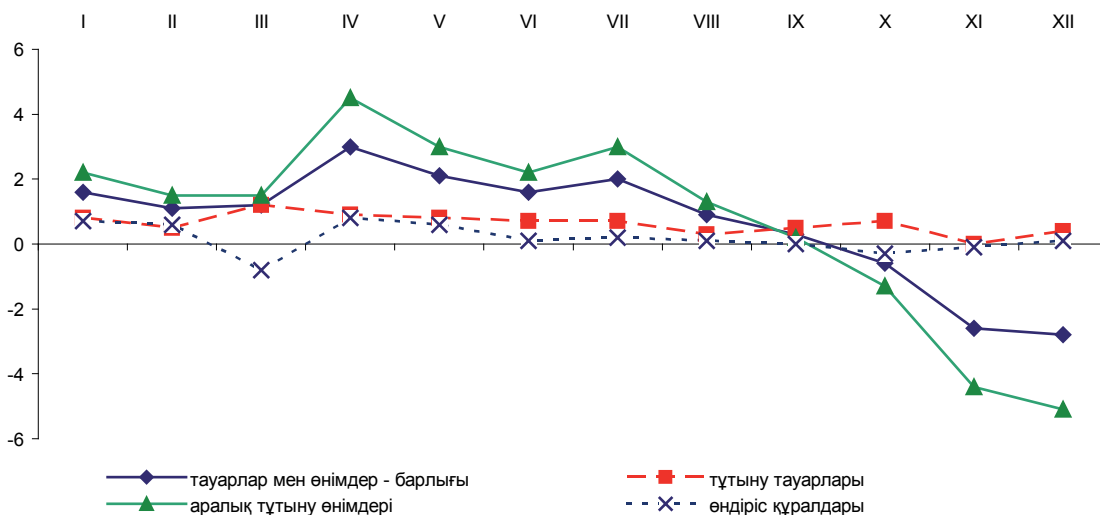 I II III IV V VI VII VIII IX X XI XII
6
4
2
0
-2
-4
-6
тауарлар мен өнімдер - барлығы тұтыну тауарлары
аралық тұтыну өнімдері өндіріс құралдары